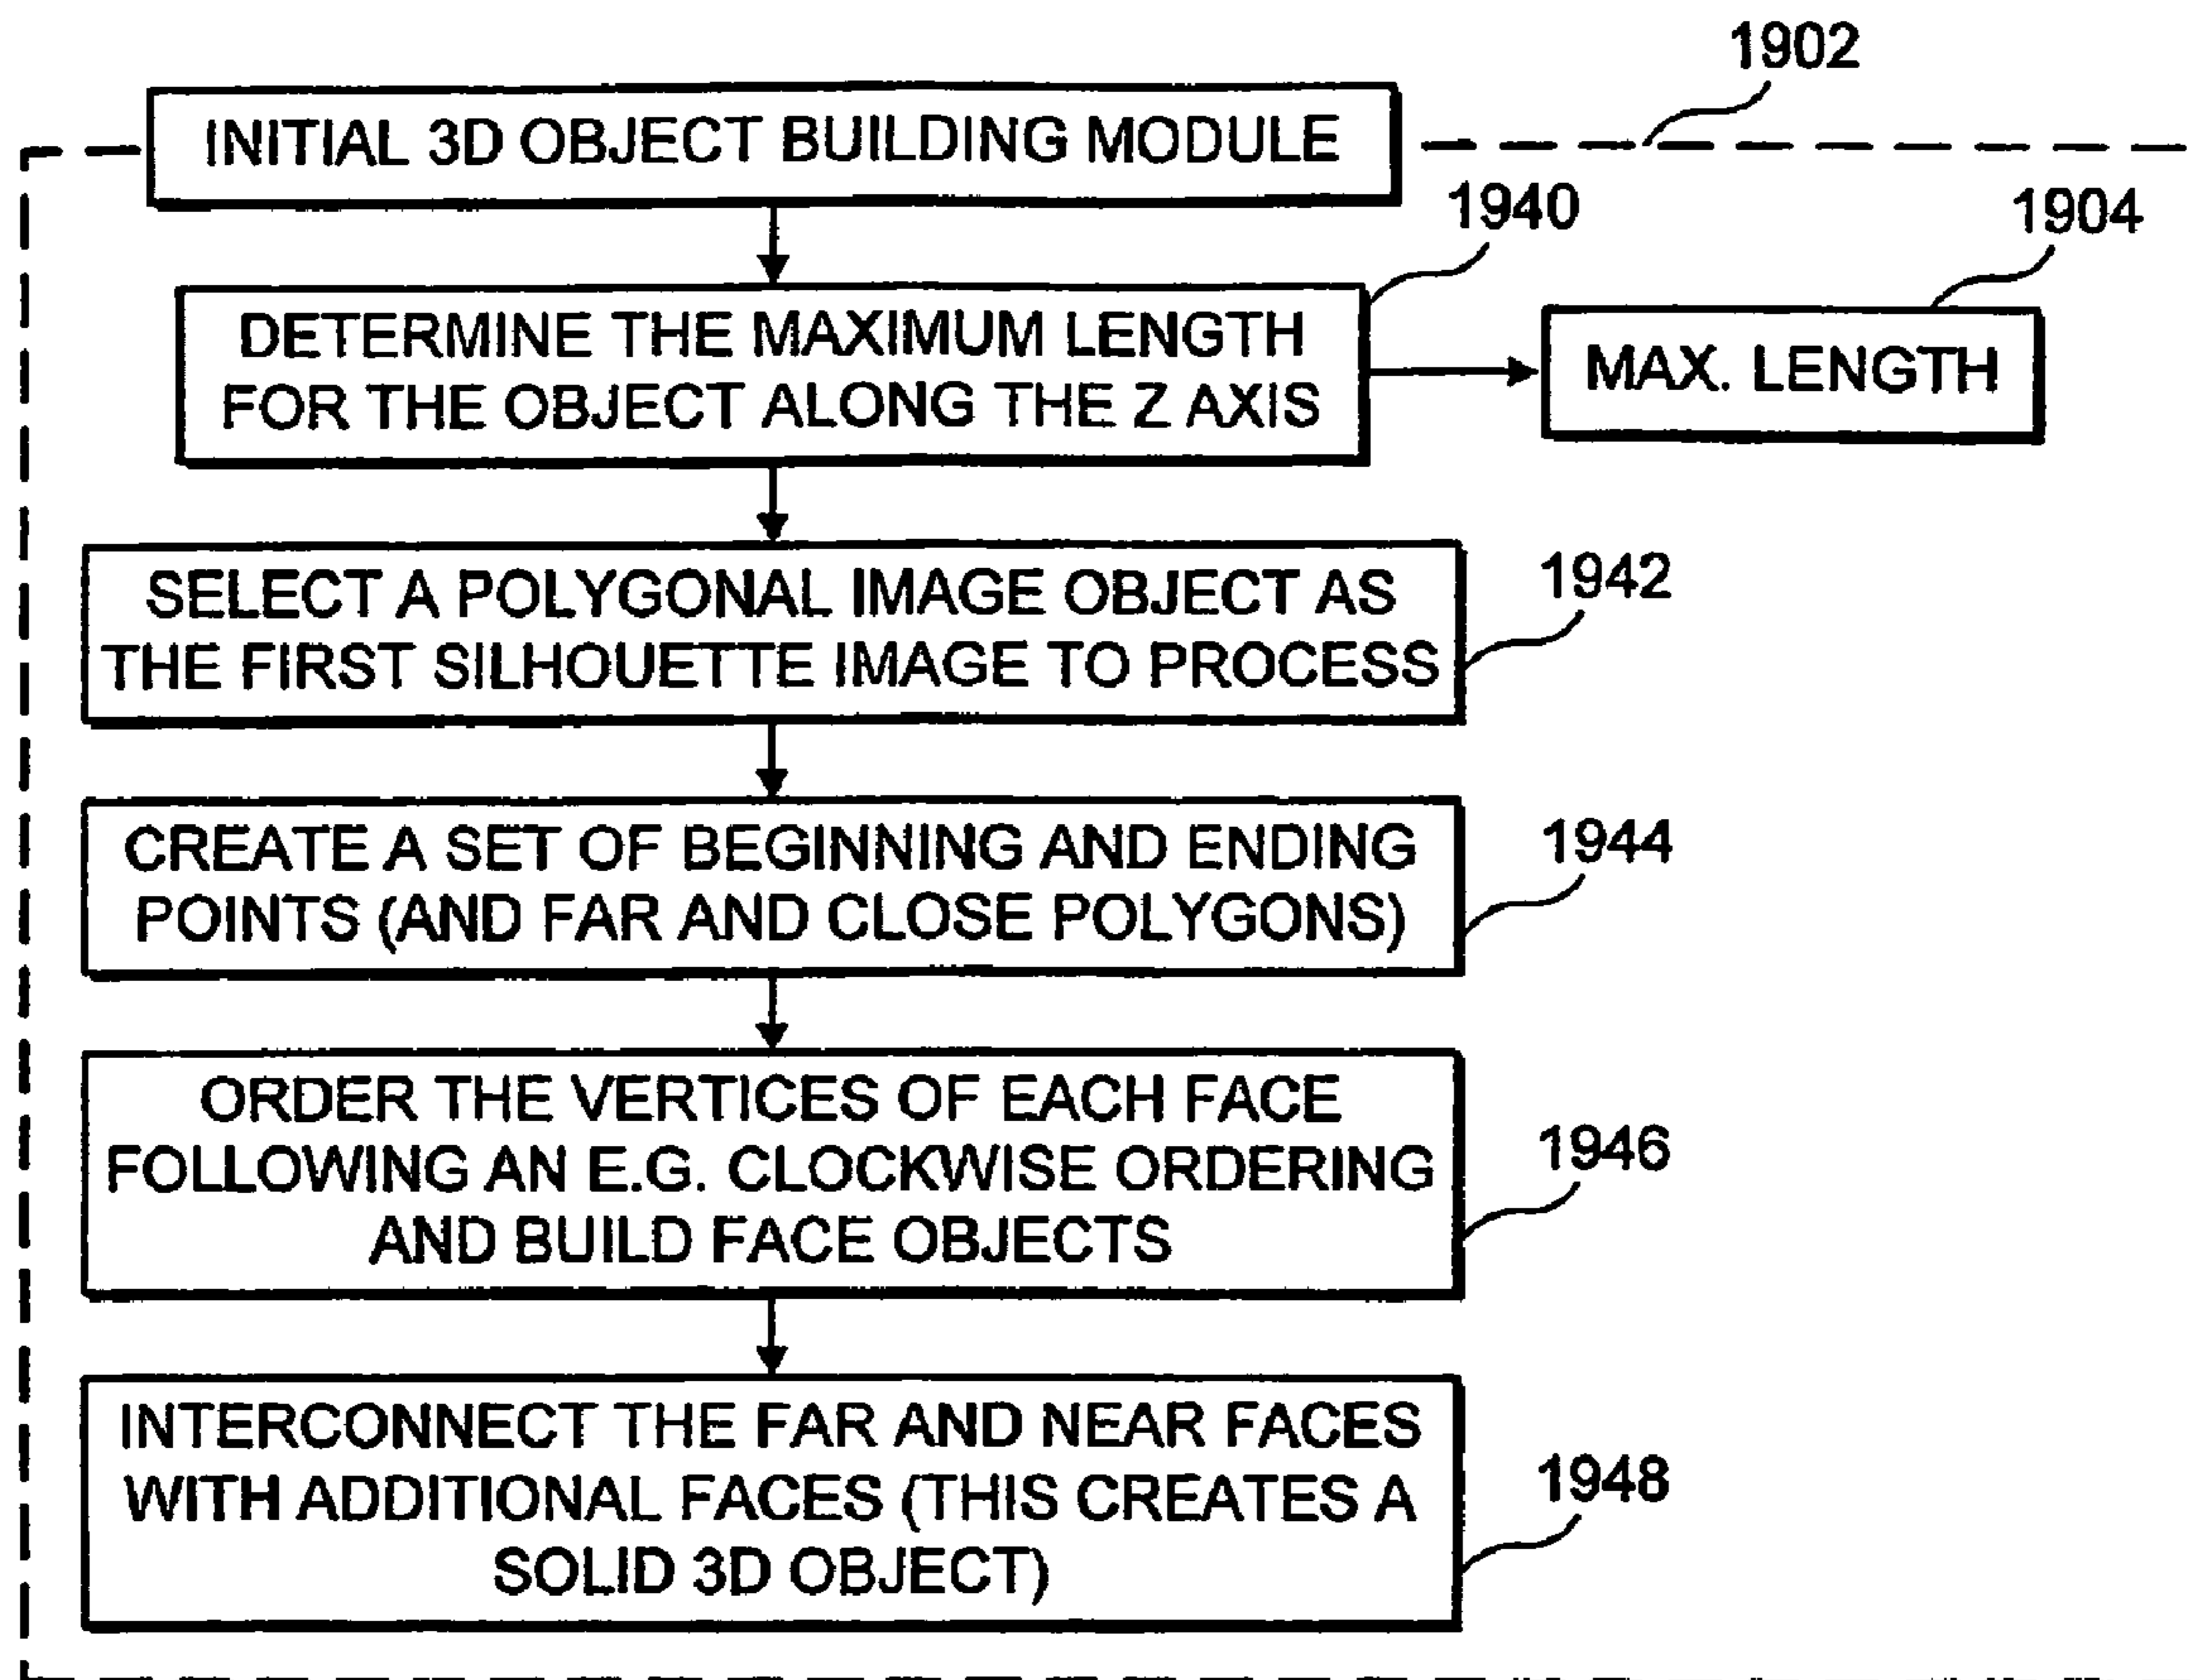 1902
INITIAL 3D OBJECT BUILDING MODULE
1940
1904
DETERMINE THE MAXIMUM LENGTH
FOR THE OBJECT ALONG THE Z AXIS
MAX. LENGTH
SELECT A POLYGONAL IMAGE OBJECT AS
THE FIRST SILHOUETTE IMAGE TO PROCESS
1942
CREATE A SET OF BEGINNING AND ENDING
POINTS (AND FAR AND CLOSE POLYGONS)
1944
ORDER THE VERTICES OF EACH FACE
FOLLOWING AN E.G. CLOCKWISE ORDERING
AND BUILD FACE OBJECTS
1946
INTERCONNECT THE FAR AND NEAR FACES
WITH ADDITIONAL FACES (THIS CREATES A
SOLID 3D OBJECT)
1948